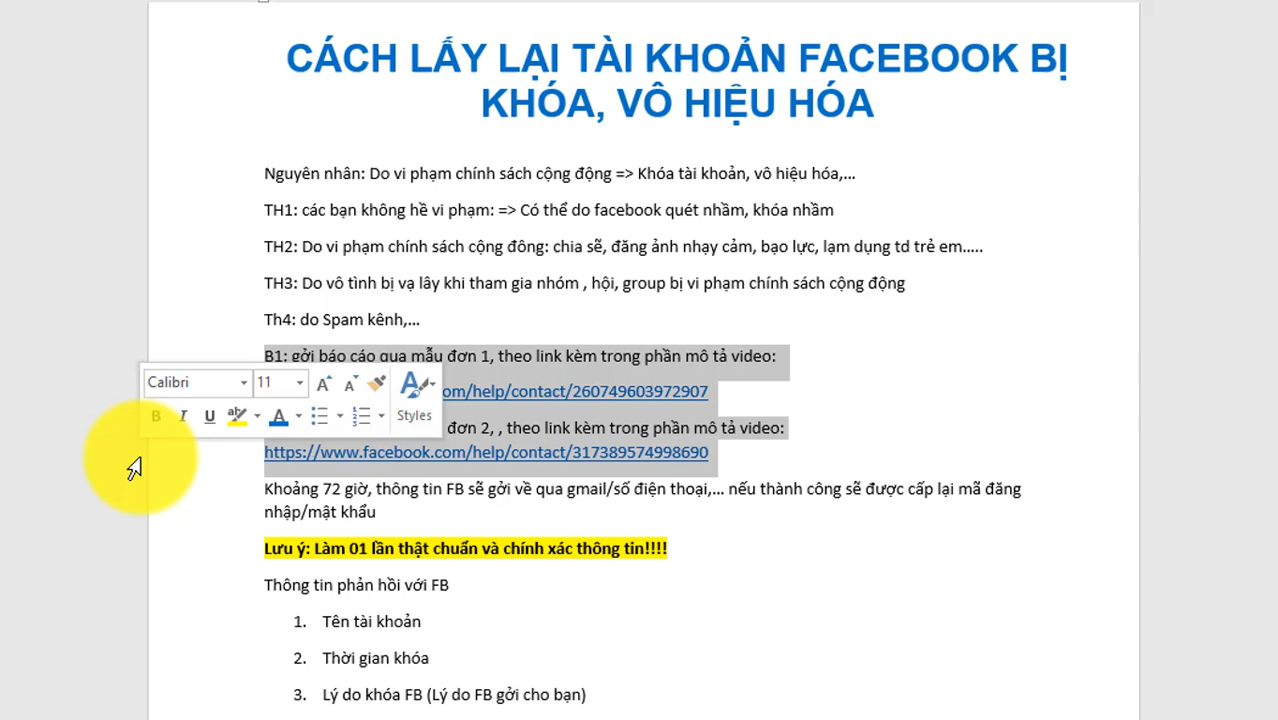 CÁCH LẤY LẠI TÀI KHOẢN FACEBOOK BỊ
KHÓA, VÔ HIỆU HÓA
Nguyên nhân: Do vi phạm chính sách cộng động => Khóa tài khoản, vô hiệu hóa,...
TH1: các bạn không hề vi phạm: => Có thể do facebook quét nhầm, khóa nhầm
TH2: Do vi phạm chính sách cộng đông: chia sẽ, đăng ảnh nhạy cảm, bạo lực, lạm dụng td trẻ em.....
TH3: Do vô tình bị vạ lây khi tham gia nhóm , hội, group bị vi phạm chính sách cộng động
Th4: do Spam kênh,...
B1: gởi báo cáo qua mẫu đơn 1, theo link kèm trong phần mô tả video:
Calibri 11
om/help/contact/260749603972907
B I U ab A Styles
đơn 2, , theo link kèm trong phần mô tả video:
https://www.facebook.com/help/contact/317389574998690
Khoảng 72 giờ, thông tin FB sẽ gởi về qua gmail/số điện thoại,... nếu thành công sẽ được cấp lại mã đăng
nhập/mật khẩu
Lưu ý: Làm 01 lần thật chuẩn và chính xác thông tin!!!!
Thông tin phản hồi với FB
1. Tên tài khoản
2. Thời gian khóa
3. Lý do khóa FB (Lý do FB gởi cho bạn)